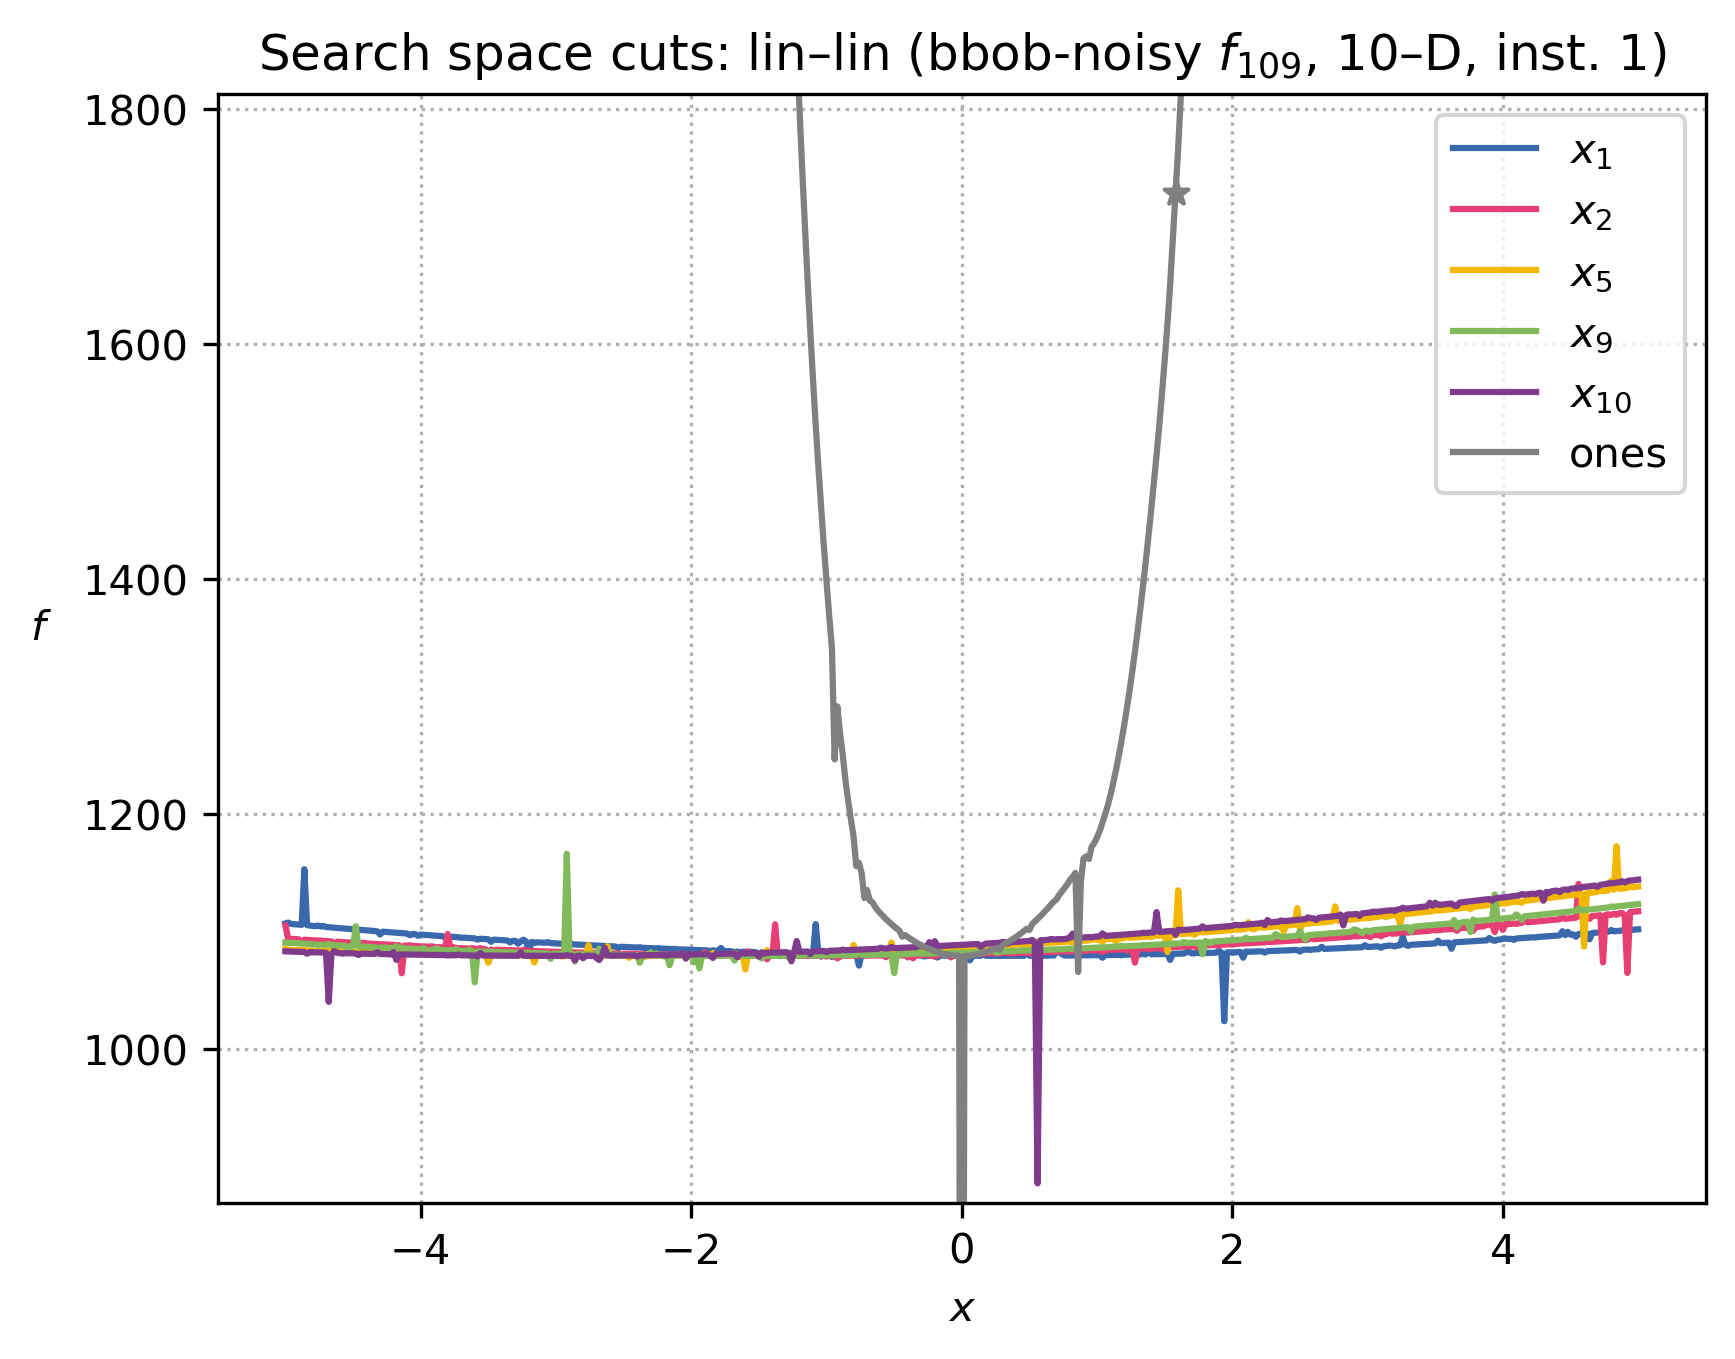 Search space cuts: lin–lin (bbob-noisy f109, 10–D, inst. 1)
1800
1600
1400
1200
1000
f
−4
−2
0
2
4
x
x1
x2
x5
x9
x10
ones